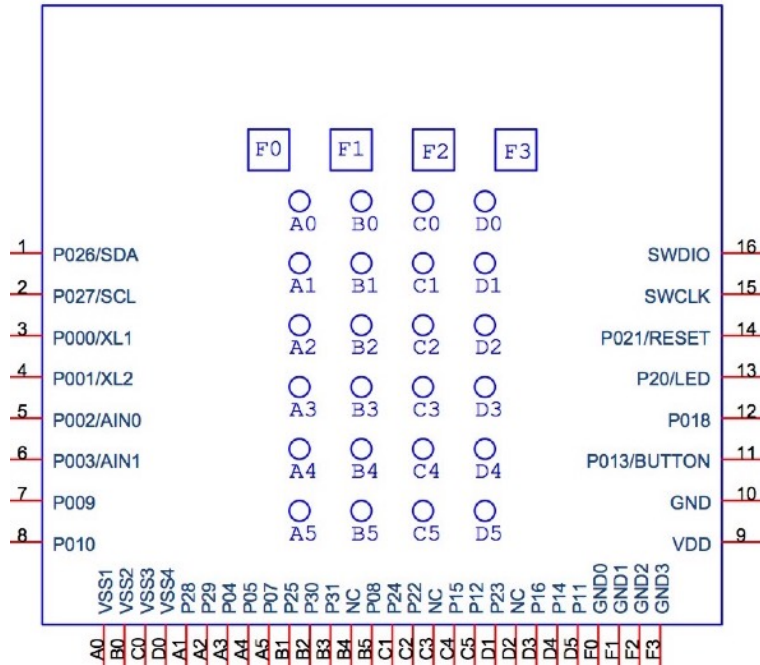 F0 F1 F2 F3
A0 B0 C0 D0
1 P026/SDA A1 B1 C1 D1 SWDIO 16
2 P027/SCL SWCLK 15
3 P000/XL1 A2 B2 C2 D2 P021/RESET 14
4 P001/XL2 P20/LED 13
5 P002/AIN0 A3 B3 C3 D3 P018 12
6 P003/AIN1 A4 B4 C4 D4 P013/BUTTON 11
7 P009 GND 10
8 P010 A5 B5 C5 D5 VDD 9
VSS1 VSS2 VSS3 VSS4 P28 P29 P04 P05 P07 P25 P30 P31 NC P08 P24 P22 NC P15 P12 P23 NC P16 P14 P11 GND0 GND1 GND2 GND3
A0 B0 C0 D0 A1 A2 A3 A4 A5 B1 B2 B3 B4 B5 C1 C2 C3 C4 C5 D1 D2 D3 D4 D5 F0 F1 F2 F3